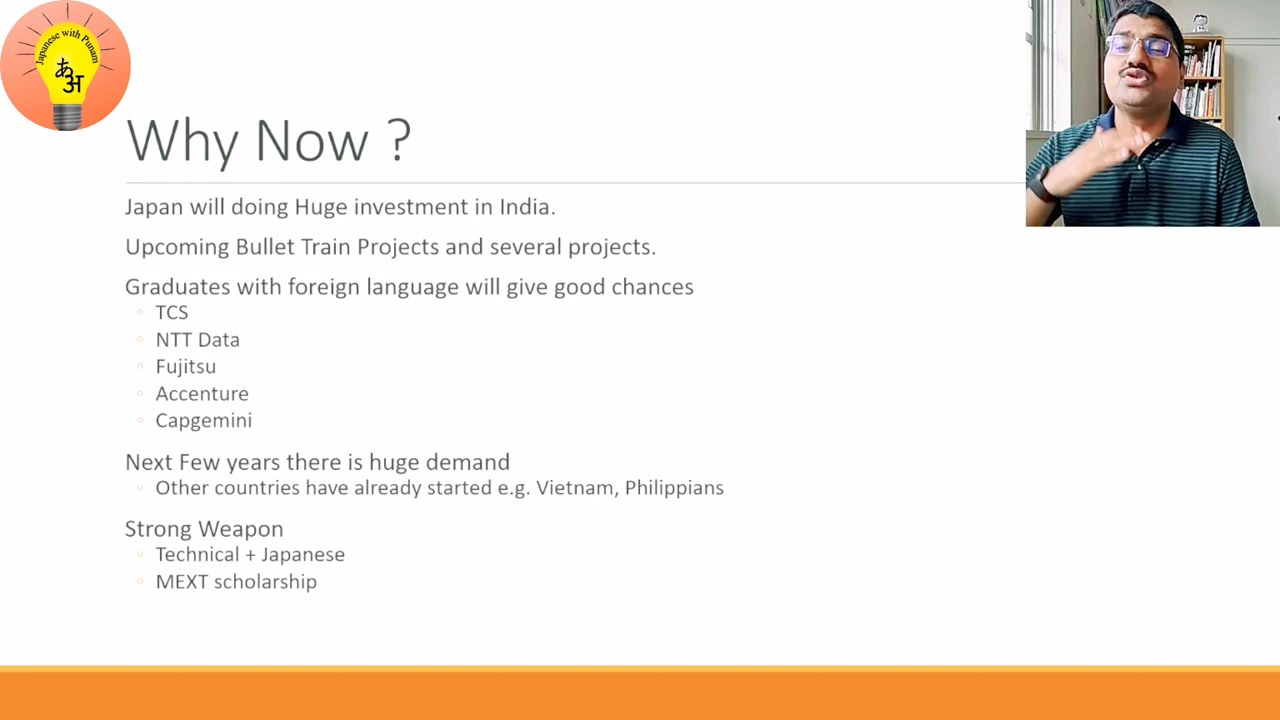 Japanese with Punam
あ
अ
Why Now ?
Japan will doing Huge investment in India.
Upcoming Bullet Train Projects and several projects.
Graduates with foreign language will give good chances
TCS
NTT Data
Fujitsu
Accenture
Capgemini
Next Few years there is huge demand
Other countries have already started e.g. Vietnam, Philippians
Strong Weapon
Technical + Japanese
MEXT scholarship